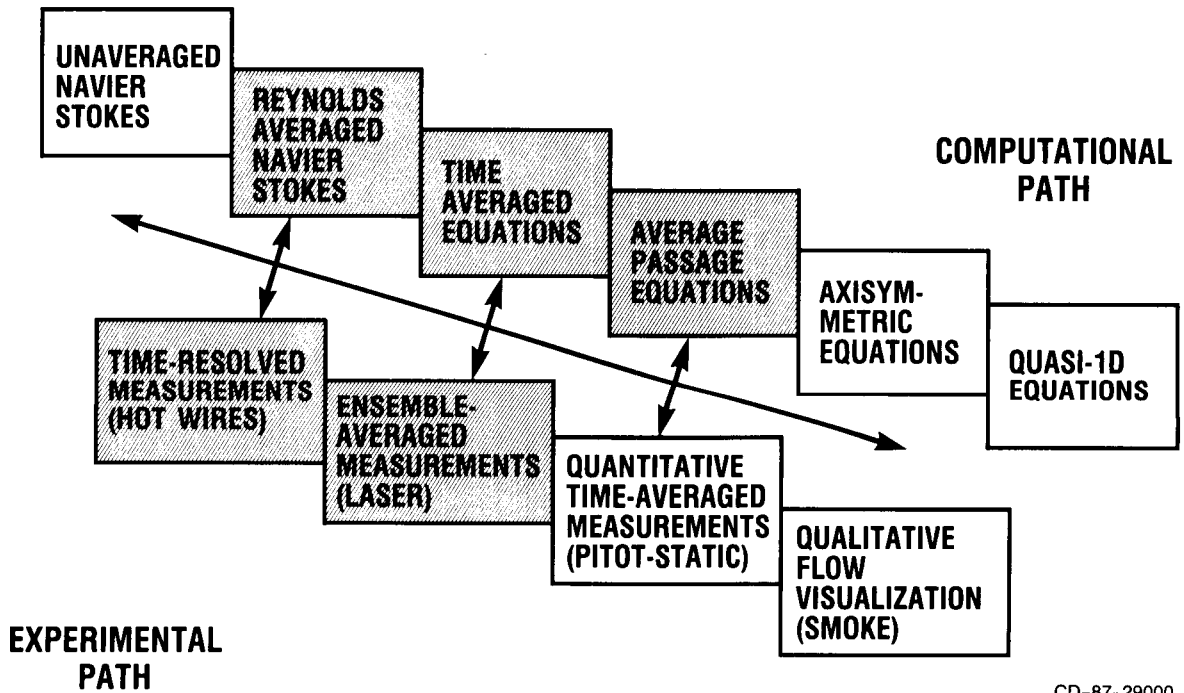 UNAVERAGED
NAVIER
STOKES
REYNOLDS
AVERAGED
NAVIER
STOKES
TIME
AVERAGED
EQUATIONS
AVERAGE
PASSAGE
EQUATIONS
AXISYM-
METRIC
EQUATIONS
QUASI-1D
EQUATIONS
COMPUTATIONAL
PATH
TIME-RESOLVED
MEASUREMENTS
(HOT WIRES)
ENSEMBLE-
AVERAGED
MEASUREMENTS
(LASER)
QUANTITATIVE
TIME-AVERAGED
MEASUREMENTS
(PITOT-STATIC)
QUALITATIVE
FLOW
VISUALIZATION
(SMOKE)
EXPERIMENTAL
PATH
CD-87-29000